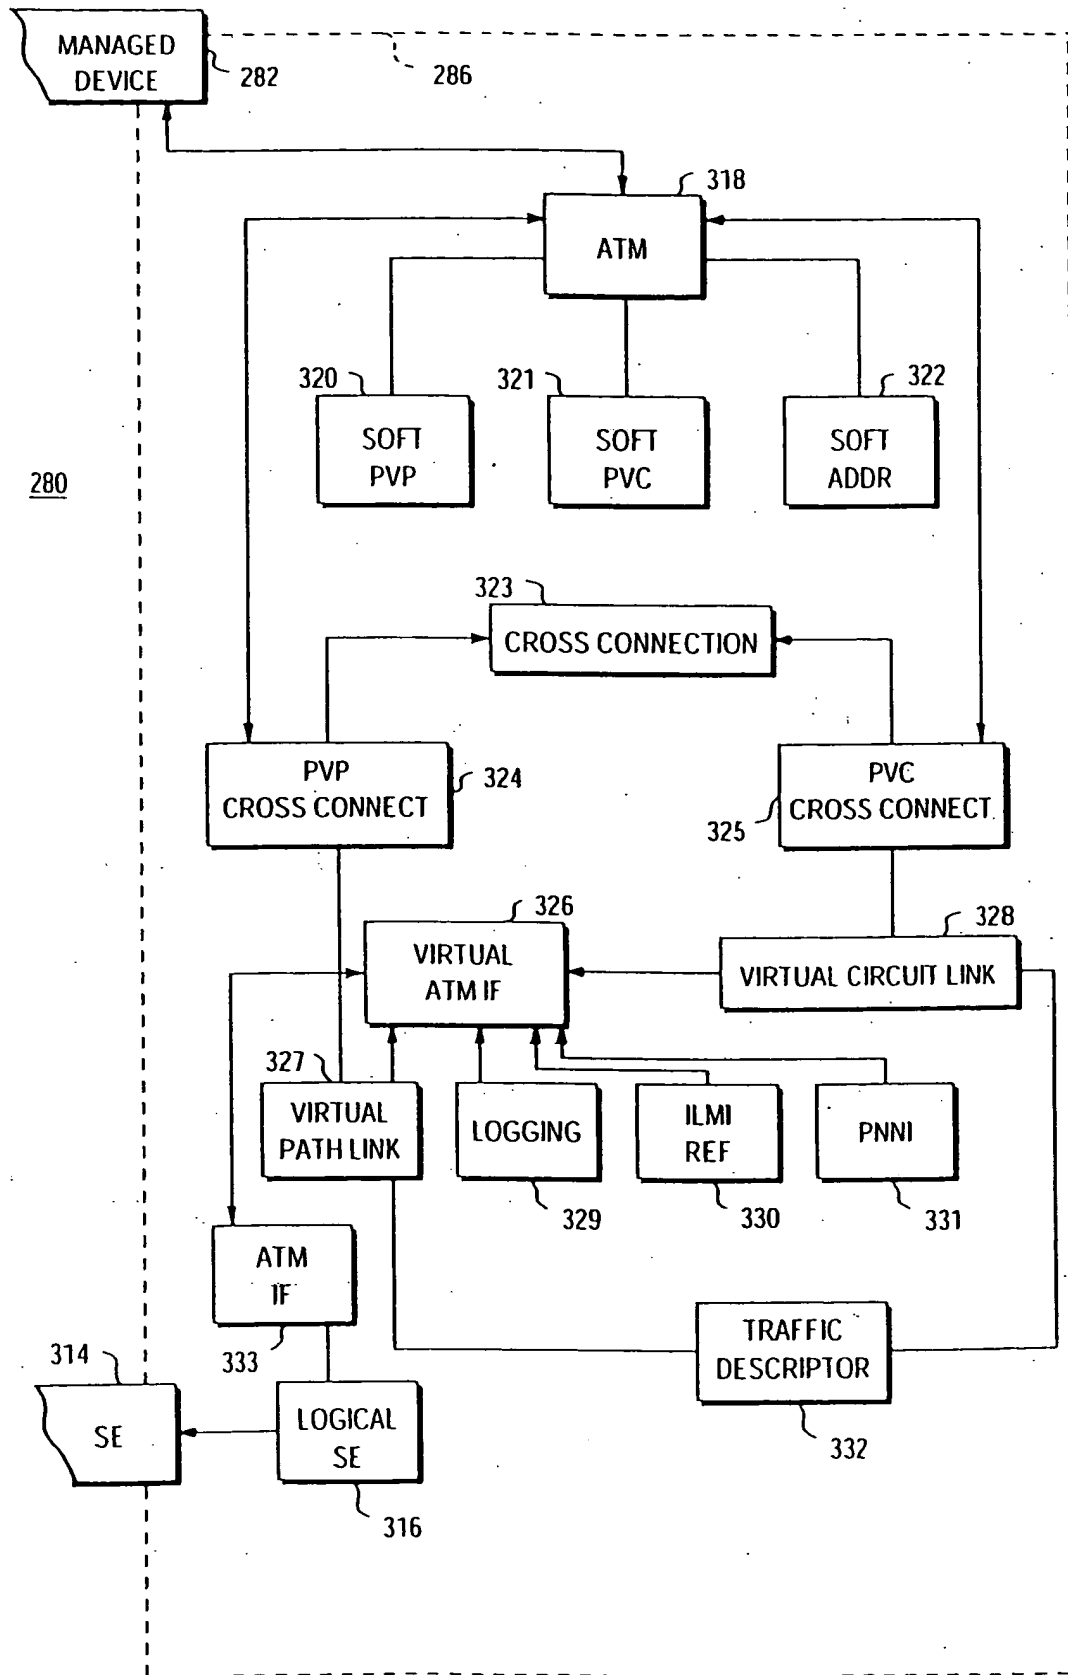 MANAGED
DEVICE
282
286
318
ATM
320
321
322
SOFT
PVP
SOFT
PVC
SOFT
ADDR
280
323
CROSS CONNECTION
PVP
CROSS CONNECT
324
PVC
CROSS CONNECT
325
326
VIRTUAL
ATM IF
328
VIRTUAL CIRCUIT LINK
327
VIRTUAL
PATH LINK
LOGGING
ILMI
REF
PNNI
329
330
331
ATM
IF
333
TRAFFIC
DESCRIPTOR
332
314
SE
LOGICAL
SE
316